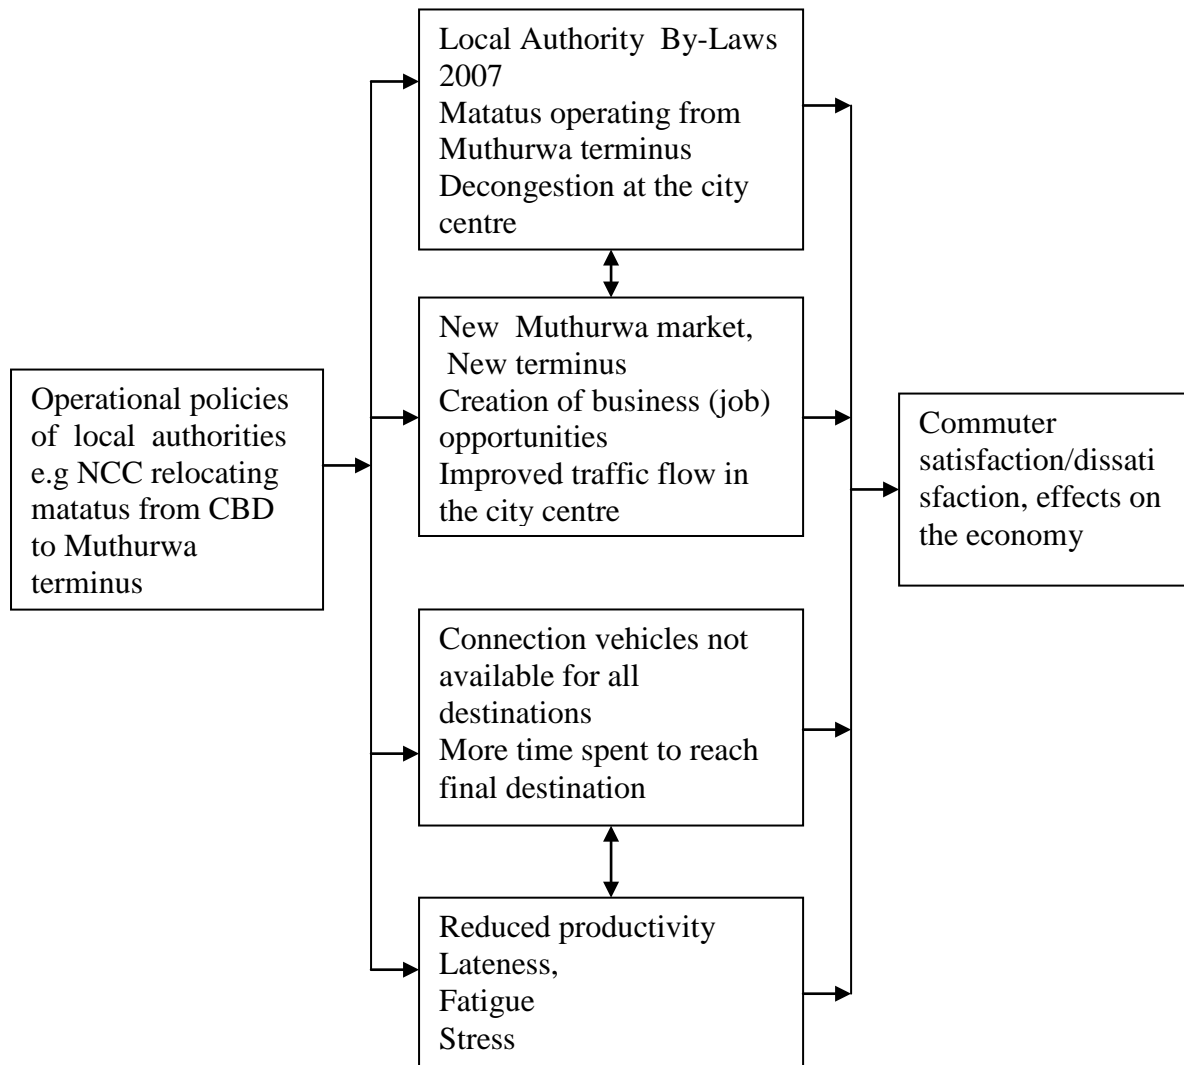 Local Authority  By-Laws
2007
Matatus operating from
Muthurwa terminus
Decongestion at the city
centre
New  Muthurwa market,
New terminus
Creation of business (job)
opportunities
Improved traffic flow in
the city centre
Operational policies
of  local  authorities
e.g NCC relocating
matatus from CBD
to Muthurwa
terminus
Commuter
satisfaction/dissati
sfaction, effects on
the economy
Connection vehicles not
available for all
destinations
More time spent to reach
final destination
Reduced productivity
Lateness,
Fatigue
Stress